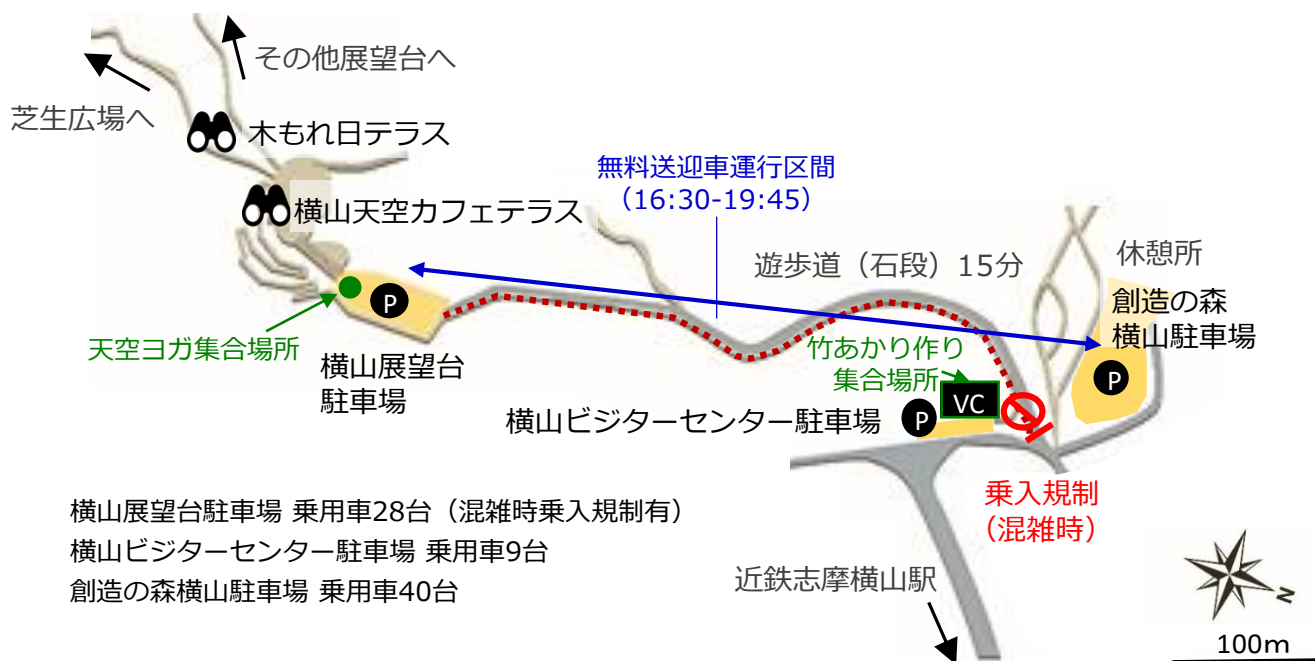 その他展望台へ
芝生広場へ
木もれ日テラス
横山天空カフェテラス
無料送迎車運行区間
（16:30-19:45）
遊歩道（石段）15分
休憩所
創造の森
横山駐車場
P
P
天空ヨガ集合場所
横山展望台
駐車場
竹あかり作り
集合場所
VC
横山ビジターセンター駐車場
P
乗入規制
（混雑時）
横山展望台駐車場 乗用車28台（混雑時乗入規制有）
横山ビジターセンター駐車場 乗用車9台
創造の森横山駐車場 乗用車40台
近鉄志摩横山駅
N
100m